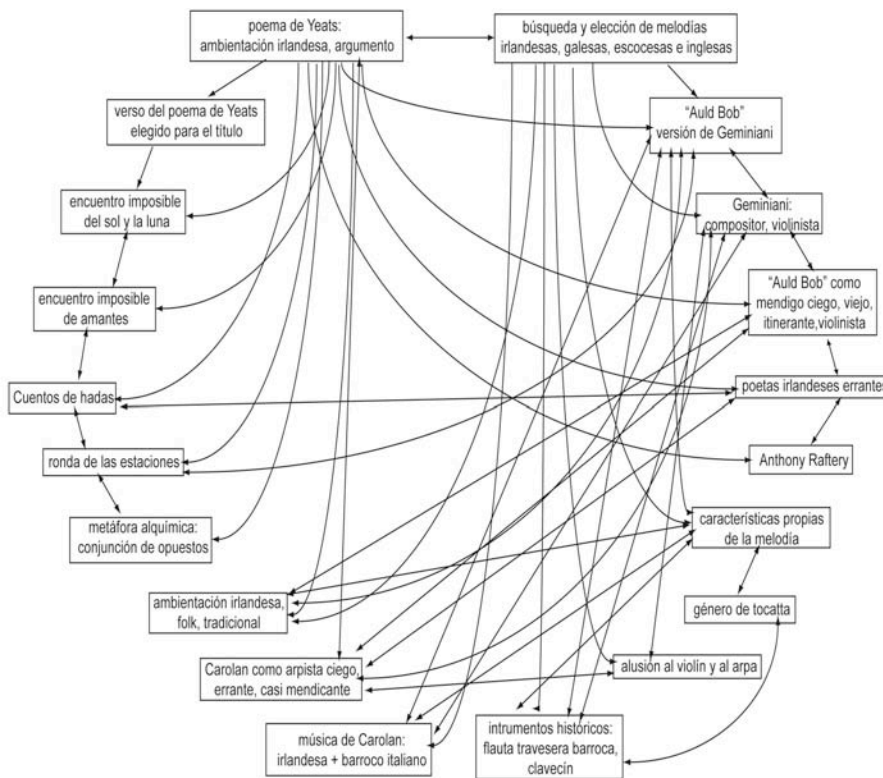 poema de Yeats:
ambientación irlandesa, argumento
búsqueda y elección de melodías
irlandesas, galesas, escocesas e inglesas
verso del poema de Yeats
elegido para el título
“Auld Bob”
versión de Geminiani
encuentro imposible
del sol y la luna
Geminiani:
compositor, violinista
encuentro imposible
de amantes
“Auld Bob” como
mendigo ciego, viejo,
itinerante,violinista
Cuentos de hadas
poetas irlandeses errantes
ronda de las estaciones
Anthony Raftery
metáfora alquímica:
conjunción de opuestos
características propias
de la melodía
ambientación irlandesa,
folk, tradicional
género de tocatta
Carolan como arpista ciego,
errante, casi mendicante
alusión al violín y al arpa
música de Carolan:
irlandesa + barroco italiano
intrumentos históricos:
flauta travesera barroca,
clavecín